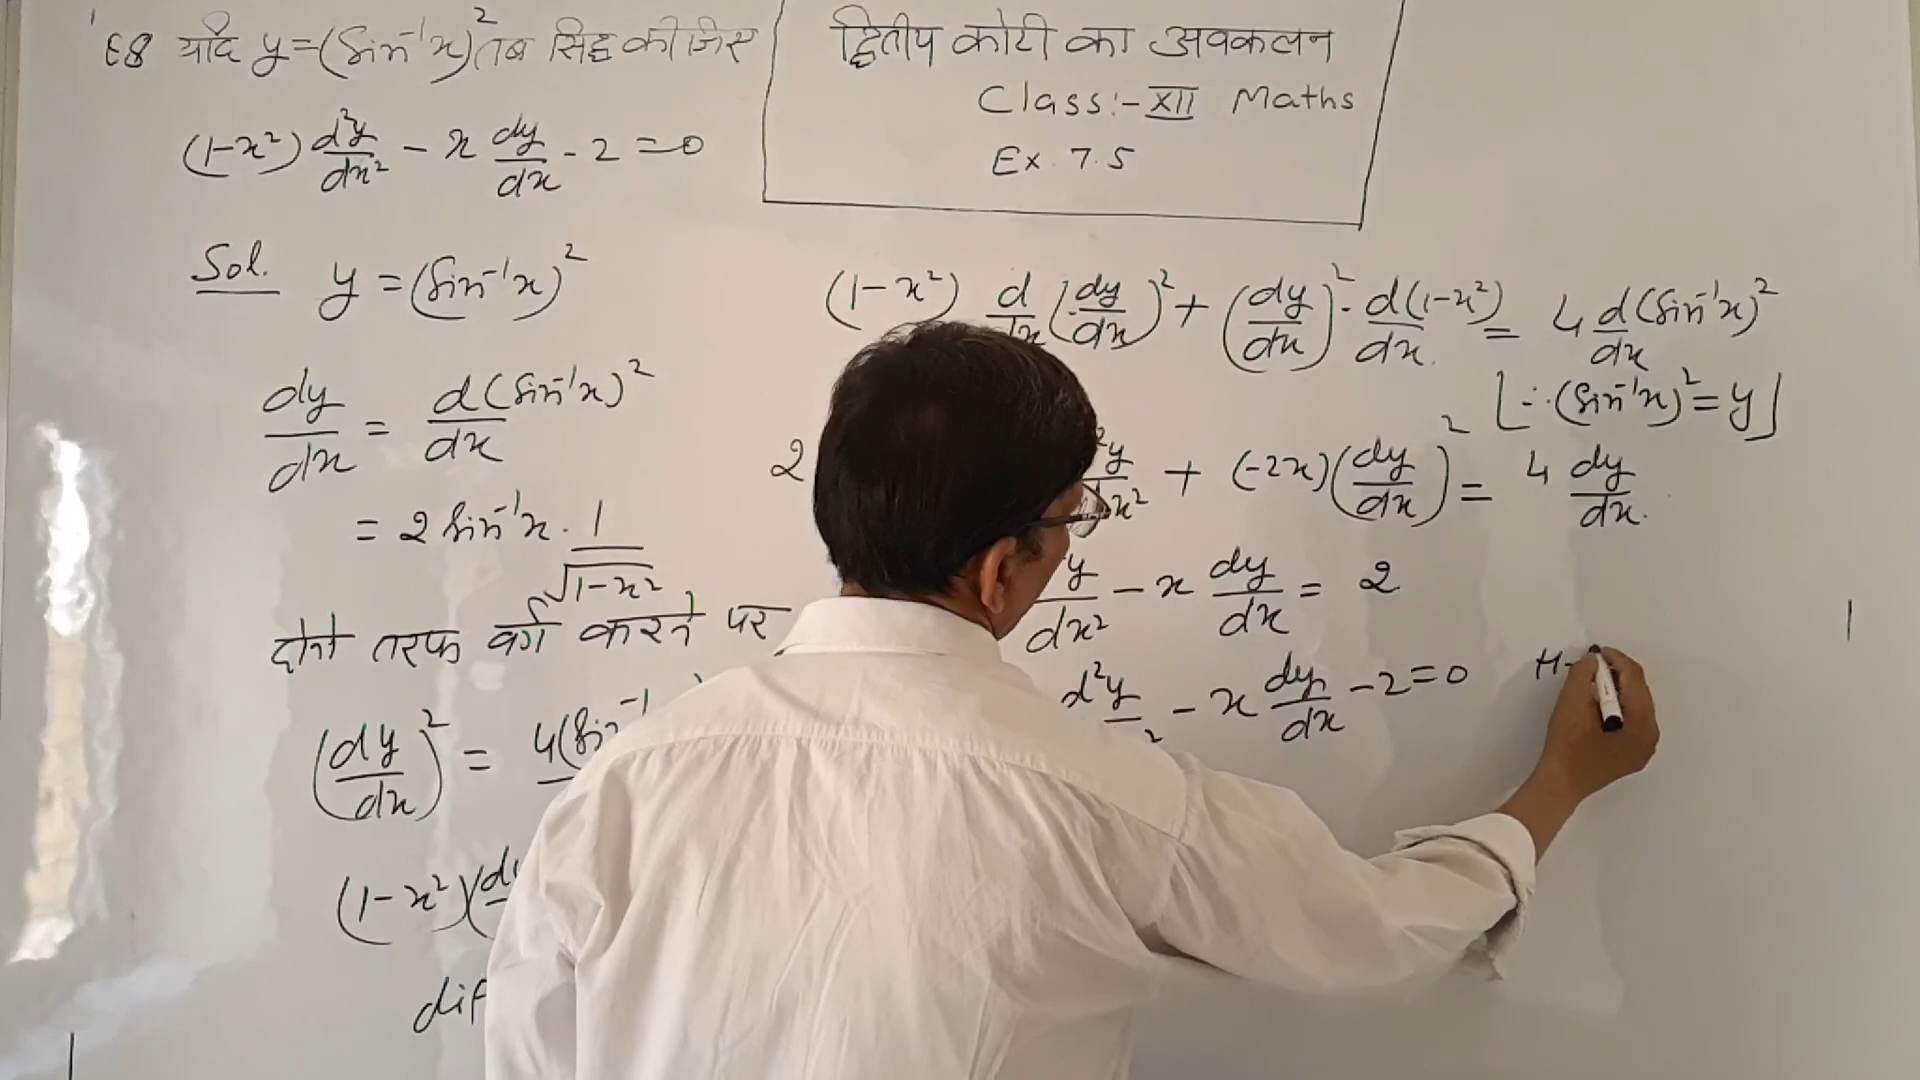 E8 यदि y=(Sin⁻¹x)² तब सिद्ध कीजिए
(1-x²) d²y/dx² - x dy/dx - 2 = 0
द्वितीय कोटी का अवकलन
Class:- XII Maths
Ex. 7.5
Sol. y = (Sin⁻¹x)²
dy/dx = d(Sin⁻¹x)²/dx
= 2 Sin⁻¹x . 1/√1-x²
दोनो तरफ वर्ग करने पर
(dy/dx)² = 4(Sin⁻¹
(1-x²)(
dif
(1-x²) d/dx (dy/dx)² + (dy/dx)² . d(1-x²)/dx = 4 d(Sin⁻¹x)²/dx
[∵ (Sin⁻¹x)² = y]
2 ²y/dx² + (-2x)(dy/dx)² = 4 dy/dx.
y/dx² - x dy/dx = 2
d²y - x dy/dx - 2 = 0 H